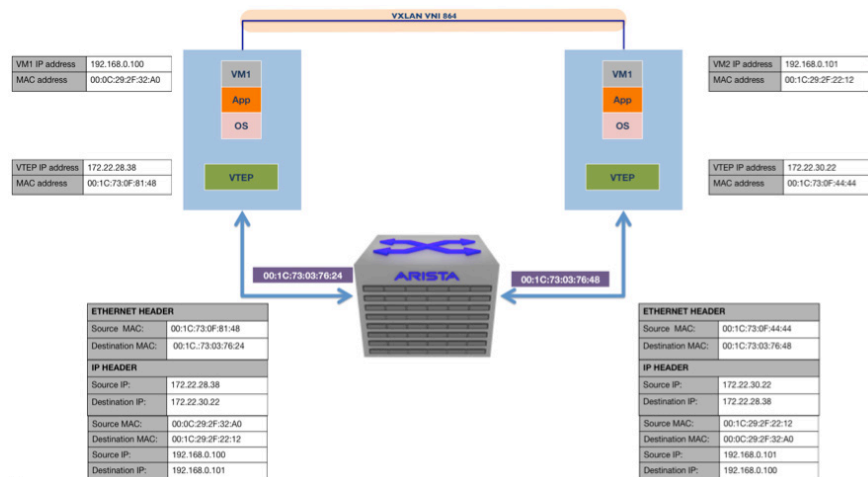 VXLAN VNI 864
VM1 IP address 192.168.0.100
MAC address 00:0C:29:2F:32:A0
VM1
App
OS
VTEP IP address 172.22.28.38
MAC address 00:1C:73:0F:81:48
VTEP
VM2 IP address 192.168.0.101
MAC address 00:1C:29:2F:22:12
VM1
App
OS
VTEP IP address 172.22.30.22
MAC address 00:1C:73:0F:44:44
VTEP
00:1C:73:03:76:24
ARISTA
00:1C:73:03:76:48
ETHERNET HEADER
Source MAC: 00:1C:73:0F:81:48
Destination MAC: 00:1C.:73:03:76:24
IP HEADER
Source IP: 172.22.28.38
Destination IP: 172.22.30.22
Source MAC: 00:0C:29:2F:32:A0
Destination MAC: 00:1C:29:2F:22:12
Source IP: 192.168.0.100
Destination IP: 192.168.0.101
ETHERNET HEADER
Source MAC: 00:1C:73:0F:44:44
Destination MAC: 00:1C:73:03:76:48
IP HEADER
Source IP: 172.22.30.22
Destination IP: 172.22.28.38
Source MAC: 00:1C:29:2F:22:12
Destination MAC: 00:0C:29:2F:32:A0
Source IP: 192.168.0.101
Destination IP: 192.168.0.100